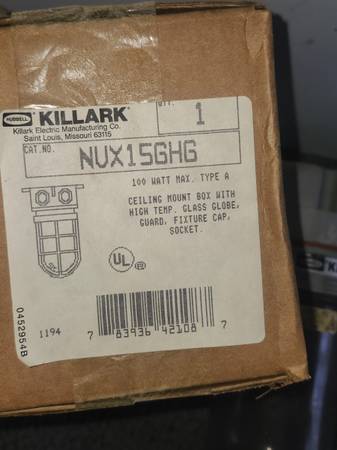 HUBBELL KILLARK®
QTY. 1
Killark Electric Manufacturing Co.
Saint Louis, Missouri 63115
CAT.NO. NVX15GHG
100 WATT MAX. TYPE A
CEILING MOUNT BOX WITH
HIGH TEMP. GLASS GLOBE,
GUARD, FIXTURE CAP,
SOCKET.
UL
0452954B
1194
7 83936 42108 7